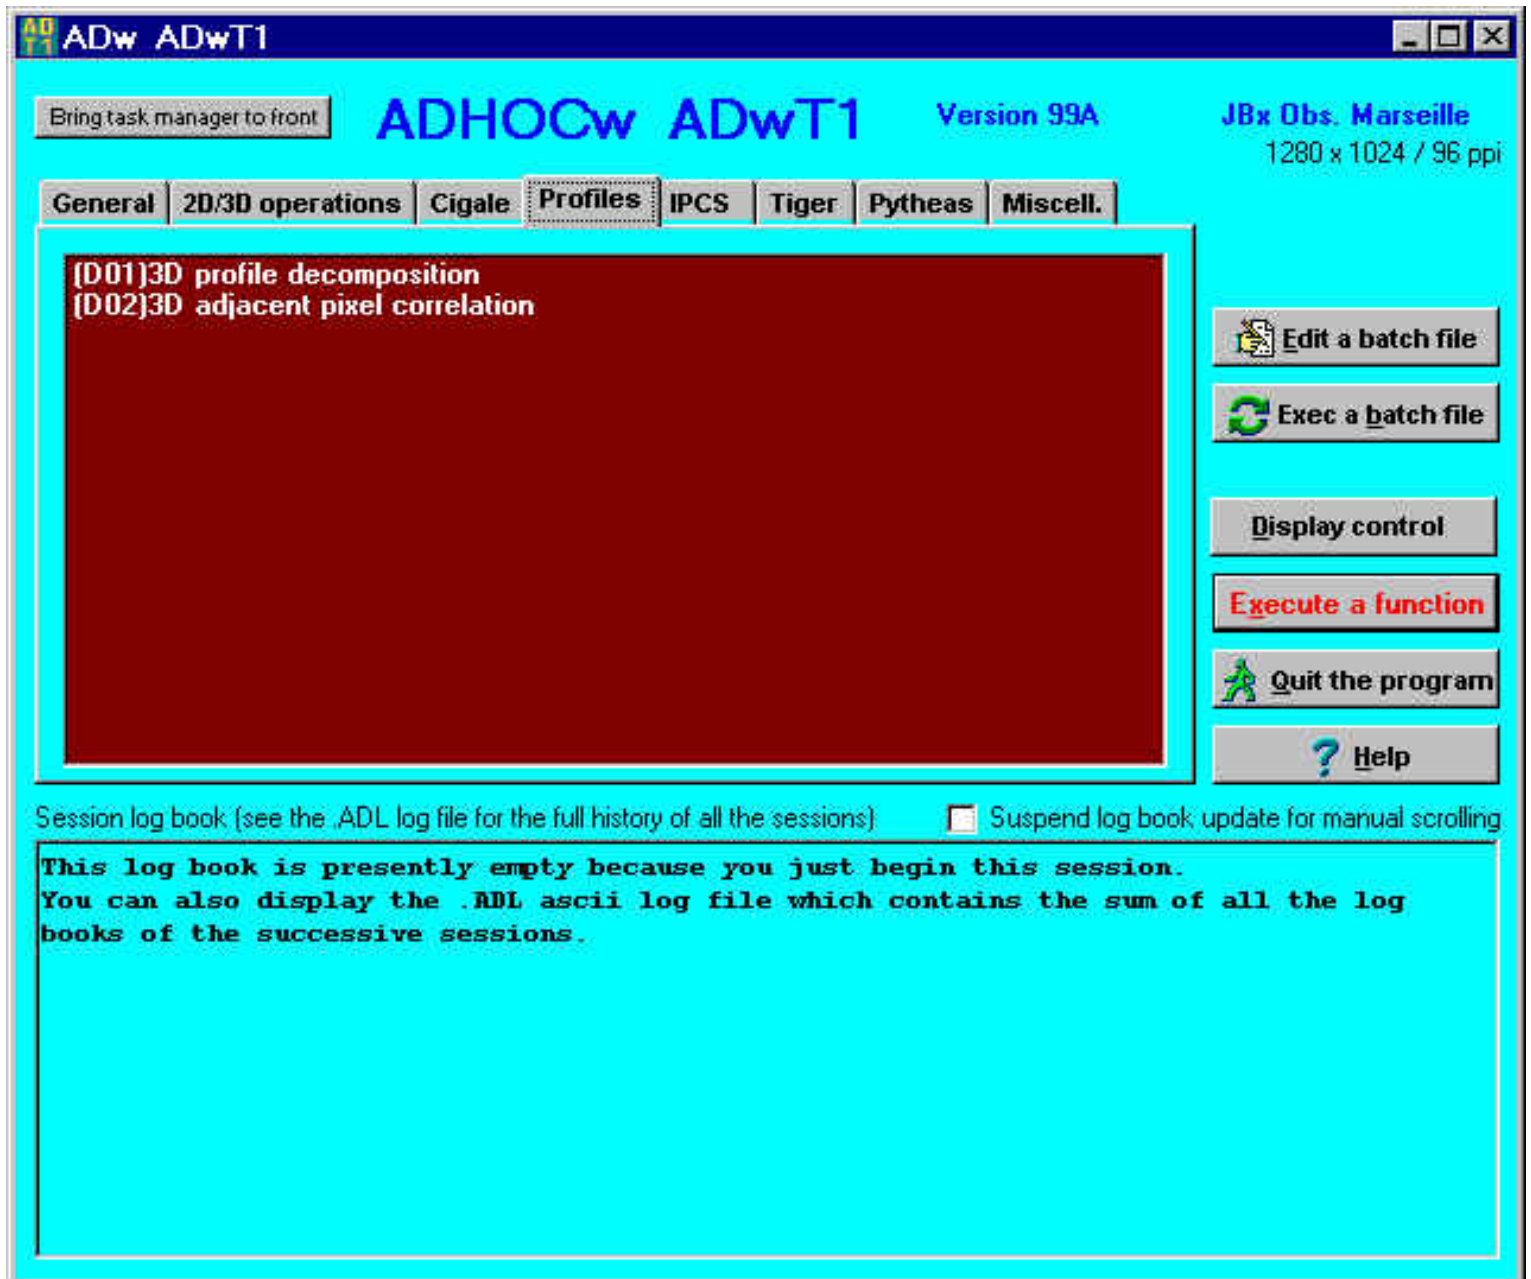 ADw ADwT1
Bring task manager to front
ADHOCw ADwT1
Version 99A
JBx Obs. Marseille
1280 x 1024 / 96 ppi
General 2D/3D operations Cigale Profiles IPCS Tiger Pytheas Miscell.
(D01)3D profile decomposition
(D02)3D adjacent pixel correlation
Edit a batch file
Exec a batch file
Display control
Execute a function
Quit the program
? Help
Session log book (see the .ADL log file for the full history of all the sessions)
Suspend log book update for manual scrolling
This log book is presently empty because you just begin this session.
You can also display the .ADL ascii log file which contains the sum of all the log
books of the successive sessions.